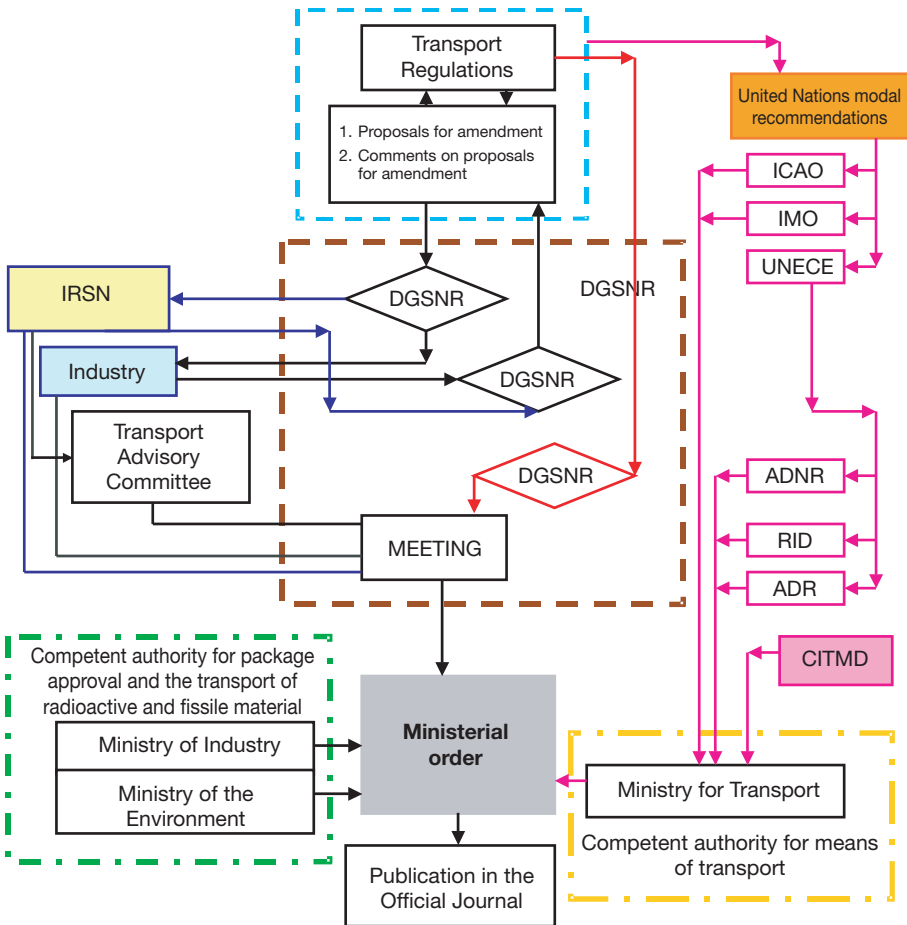 Transport
Regulations
United Nations modal
recommendations
1. Proposals for amendment
2. Comments on proposals
for amendment
ICAO
IMO
UNECE
IRSN
DGSNR
DGSNR
Industry
DGSNR
Transport
Advisory
Committee
DGSNR
ADNR
MEETING
RID
ADR
CITMD
Competent authority for package
approval and the transport of
radioactive and fissile material
Ministry of Industry
Ministry of the
Environment
Ministerial
order
Ministry for Transport
Competent authority for means
of transport
Publication in the
Official Journal